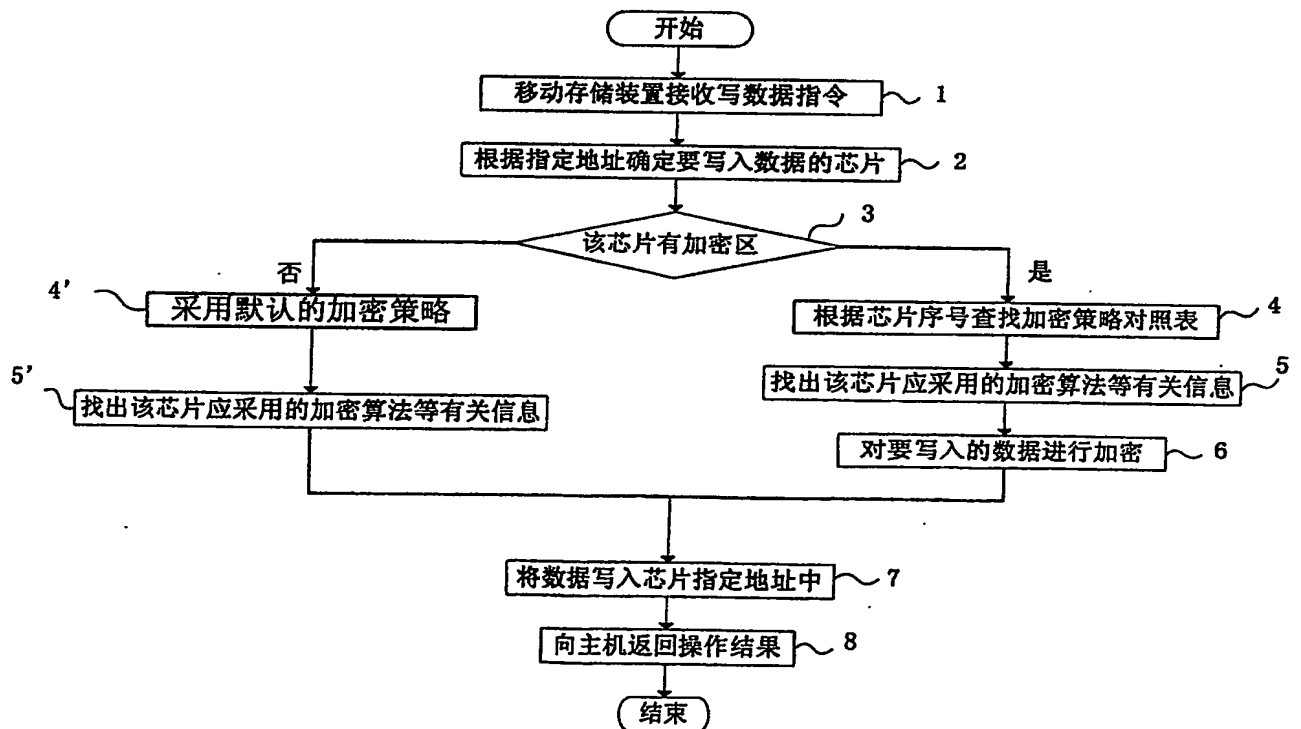 开始
移动存储装置接收写数据指令
1
根据指定地址确定要写入数据的芯片
2
该芯片有加密区
3
否
是
4'
采用默认的加密策略
根据芯片序号查找加密策略对照表
4
5'
找出该芯片应采用的加密算法等有关信息
找出该芯片应采用的加密算法等有关信息
5
对要写入的数据进行加密
6
将数据写入芯片指定地址中
7
向主机返回操作结果
8
结束